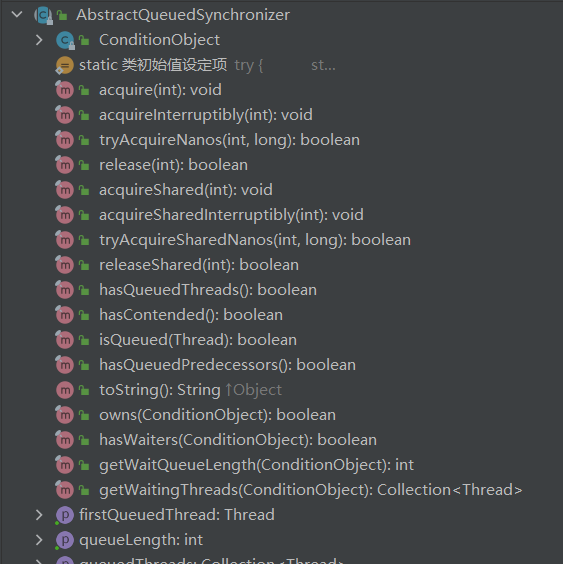 AbstractQueuedSynchronizer
ConditionObject
static 类初始值设定项 try { st...
acquire(int): void
acquireInterruptibly(int): void
tryAcquireNanos(int, long): boolean
release(int): boolean
acquireShared(int): void
acquireSharedInterruptibly(int): void
tryAcquireSharedNanos(int, long): boolean
releaseShared(int): boolean
hasQueuedThreads(): boolean
hasContended(): boolean
isQueued(Thread): boolean
hasQueuedPredecessors(): boolean
toString(): String ↑Object
owns(ConditionObject): boolean
hasWaiters(ConditionObject): boolean
getWaitQueueLength(ConditionObject): int
getWaitingThreads(ConditionObject): Collection<Thread>
firstQueuedThread: Thread
queueLength: int
queuedThreads: Collection<Thread>